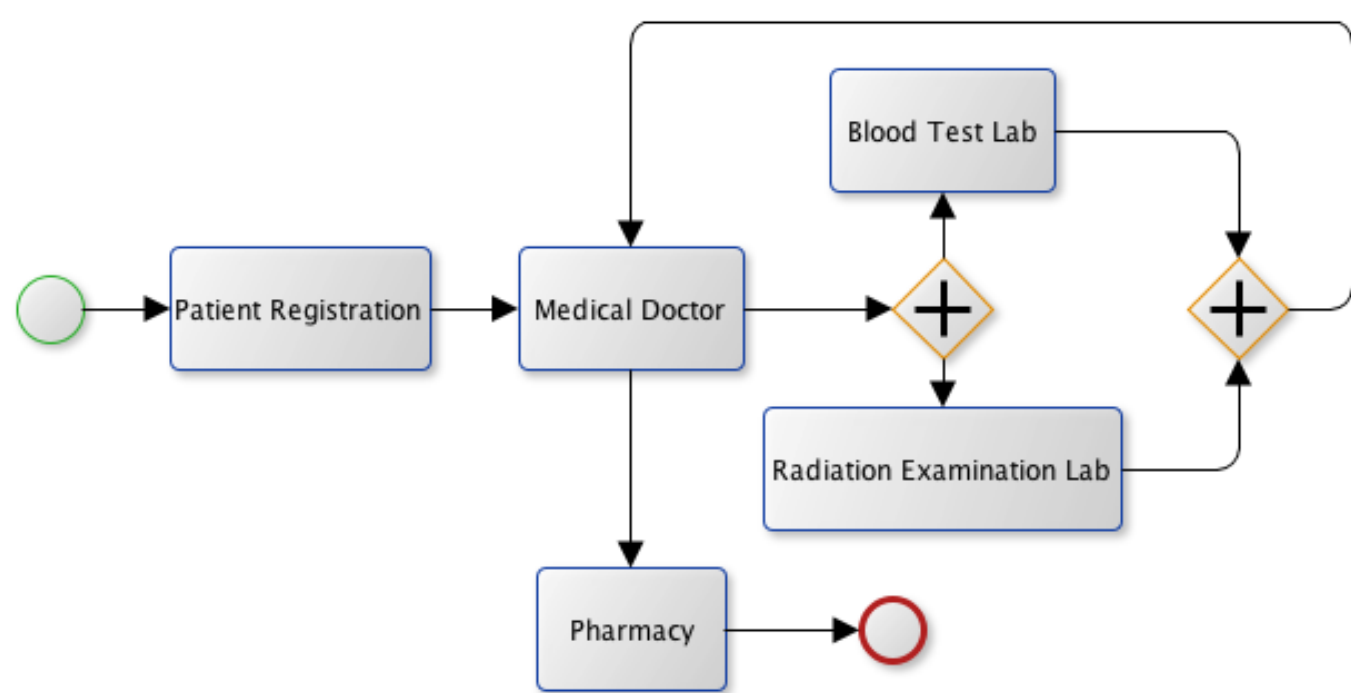 Blood Test Lab
Patient Registration
Medical Doctor
Radiation Examination Lab
Pharmacy